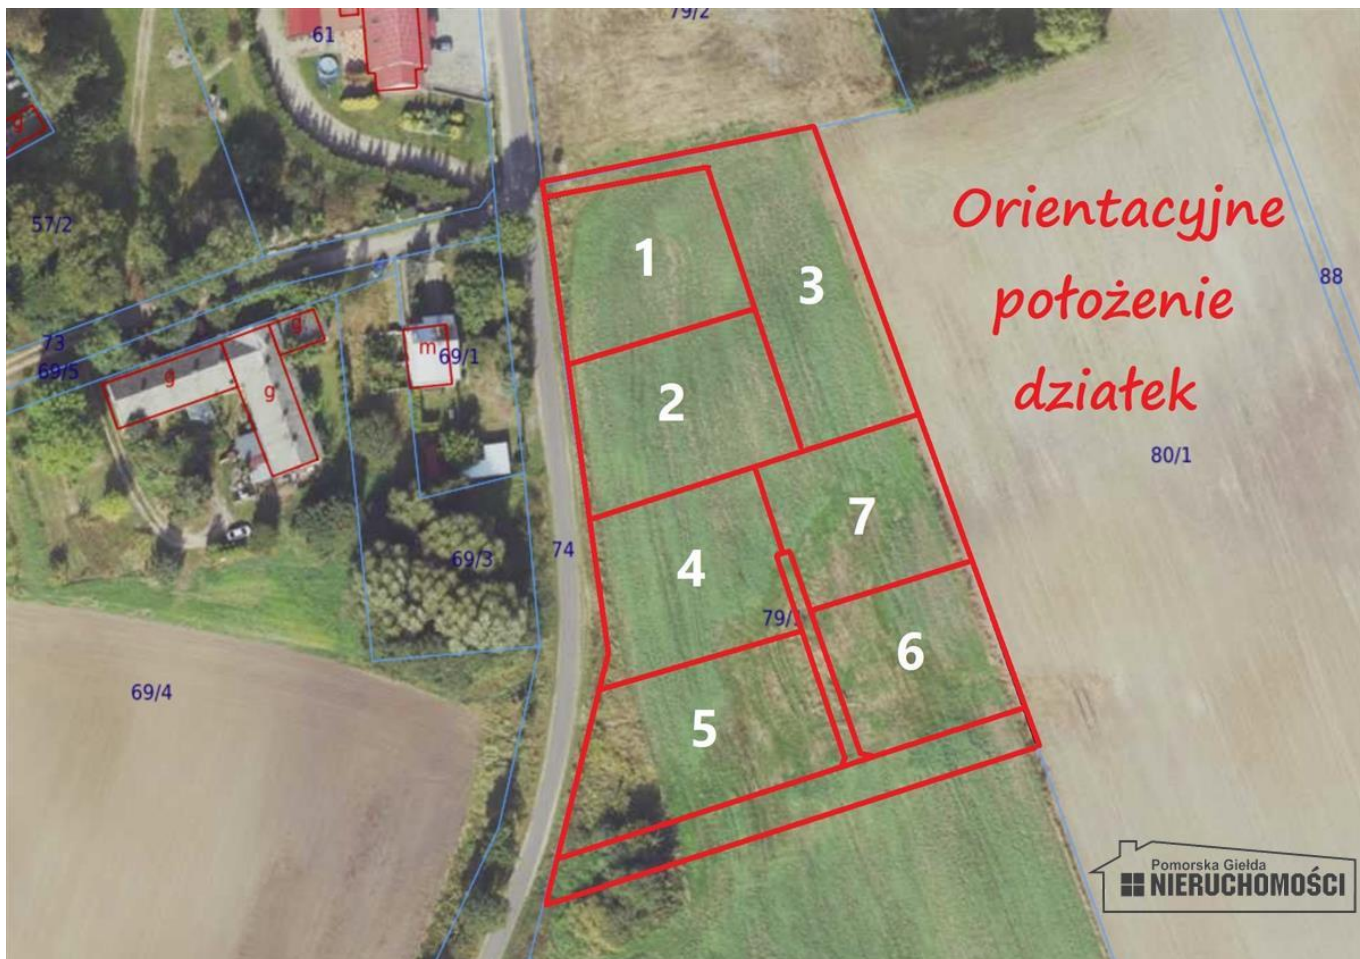 79/2
61
g
57/2
Orientacyjne
położenie
działek
1
3
88
73
69/5
g
m
69/1
g
g
2
80/1
7
74
69/3
4
79/
6
69/4
5
Pomorska Giełda
NIERUCHOMOŚCI